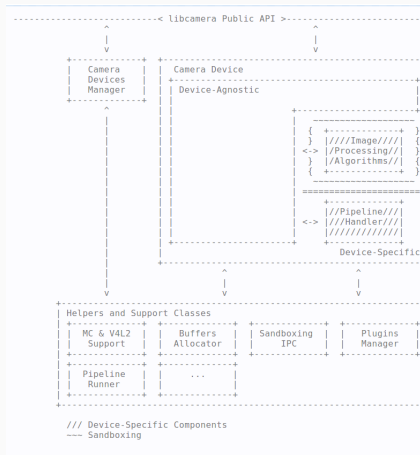 < libcamera Public API >
Camera
Devices
Manager
Camera Device
Device-Agnostic
////Image////
/Processing//
/Algorithms//
//Pipeline///
///Handler///
/////////////
Device-Specific
Helpers and Support Classes
MC & V4L2
Support
Buffers
Allocator
Sandboxing
IPC
Plugins
Manager
Pipeline
Runner
...
/// Device-Specific Components
~~~ Sandboxing